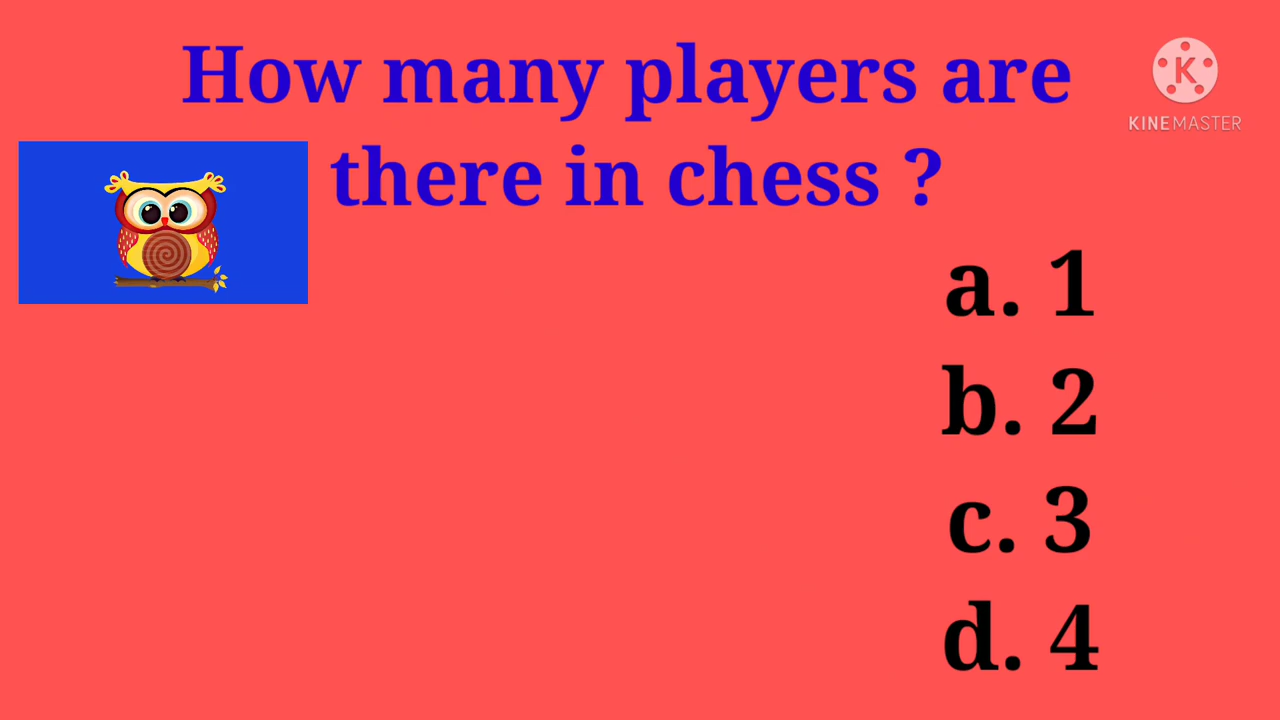 How many players are
there in chess ?
K
KINEMASTER
a. 1
b. 2
c. 3
d. 4